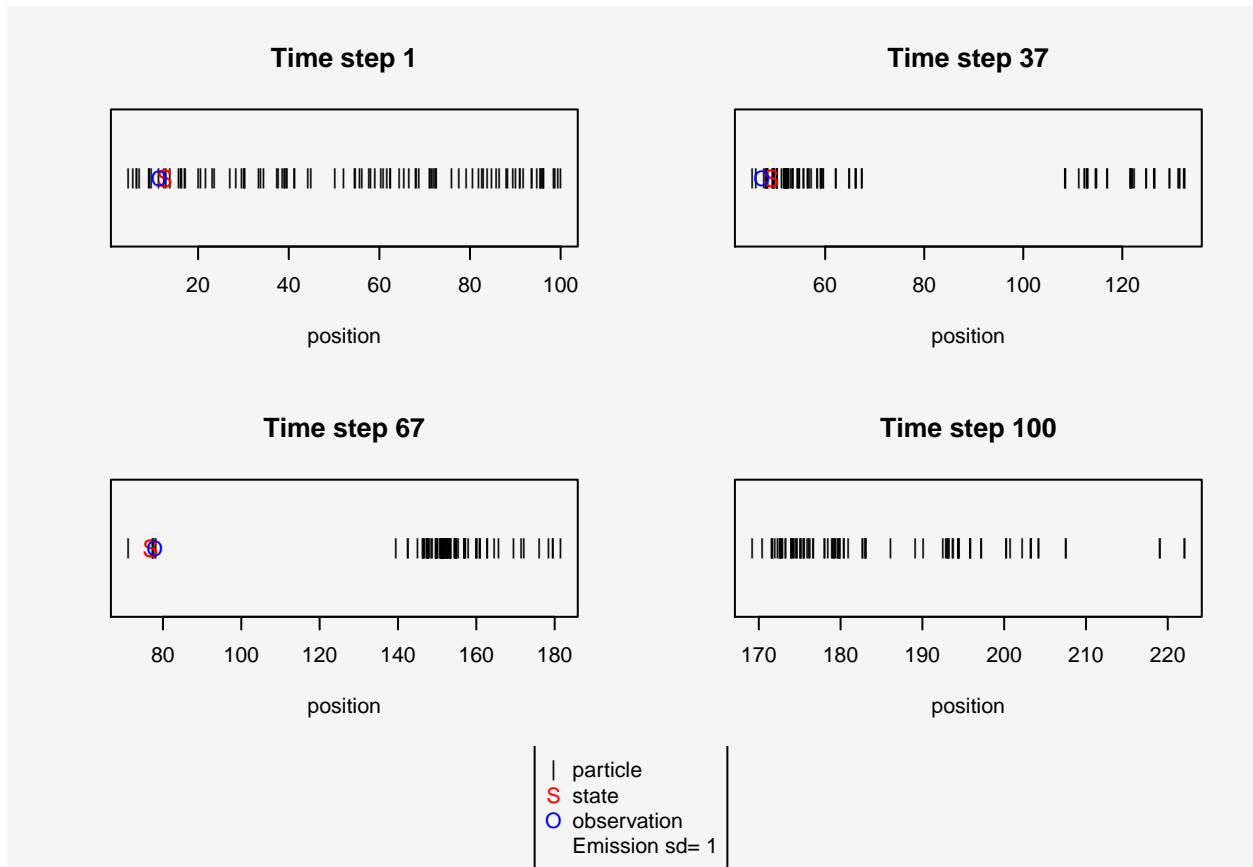 Time step 1
O S
20 40 60 80 100
position
Time step 37
O S
60 80 100 120
position
Time step 67
S O
80 100 120 140 160 180
position
Time step 100
170 180 190 200 210 220
position
| particle
S state
O observation
Emission sd= 1